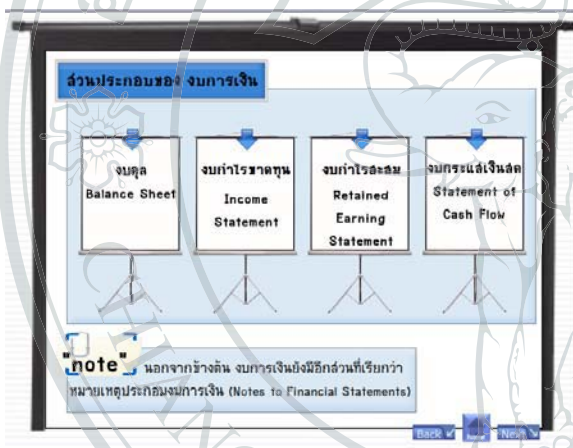 ส่วนประกอบของ งบการเงิน
งบดุล
Balance Sheet
งบกำไรขาดทุน
Income
Statement
งบกำไรสะสม
Retained
Earning
Statement
งบกระแสเงินสด
Statement of
Cash Flow
"note" นอกจากข้างต้น งบการเงินยังมีอีกส่วนที่เรียกว่า
หมายเหตุประกอบงบการเงิน (Notes to Financial Statements)
Back Next